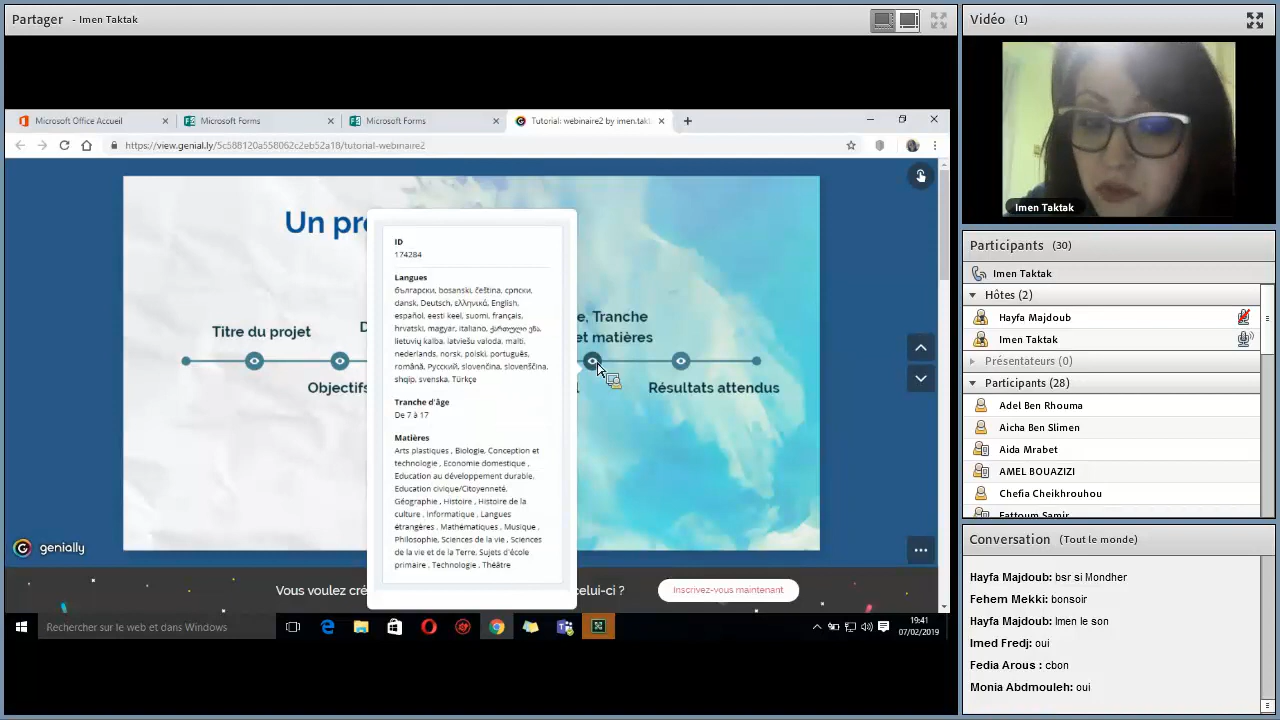 Partager - Imen Taktak
Microsoft Office Accueil
Microsoft Forms
Microsoft Forms
Tutorial: webinaire2 by imen.takt
https://view.genial.ly/5c588120a558062c2eb52a18/tutorial-webinaire2
Un pr
Titre du projet
D
Objectifs
e, Tranche
et matières
l
Résultats attendus
ID
174284
Langues
български, bosanski, čeština, српски,
dansk, Deutsch, ελληνικά, English,
español, eesti keel, suomi, français,
hrvatski, magyar, italiano, ქართული ენა,
lietuvių kalba, latviešu valoda, malti,
nederlands, norsk, polski, português,
română, Русский, slovenčina, slovenščina,
shqip, svenska, Türkçe
Tranche d'âge
De 7 à 17
Matières
Arts plastiques , Biologie, Conception et
technologie , Economie domestique ,
Education au développement durable,
Education civique/Citoyenneté,
Géographie , Histoire , Histoire de la
culture , Informatique , Langues
étrangères , Mathématiques , Musique ,
Philosophie, Sciences de la vie , Sciences
de la vie et de la Terre, Sujets d'école
primaire , Technologie , Théâtre
genially
Vous voulez cré
celui-ci ?
Inscrivez-vous maintenant
Rechercher sur le web et dans Windows
19:41
07/02/2019
Vidéo (1)
Imen Taktak
Participants (30)
Imen Taktak
Hôtes (2)
Hayfa Majdoub
Imen Taktak
Présentateurs (0)
Participants (28)
Adel Ben Rhouma
Aicha Ben Slimen
Aida Mrabet
AMEL BOUAZIZI
Chefia Cheikhrouhou
Fattoum Samir
Conversation (Tout le monde)
Hayfa Majdoub: bsr si Mondher
Fehem Mekki: bonsoir
Hayfa Majdoub: Imen le son
Imed Fredj: oui
Fedia Arous : cbon
Monia Abdmouleh: oui